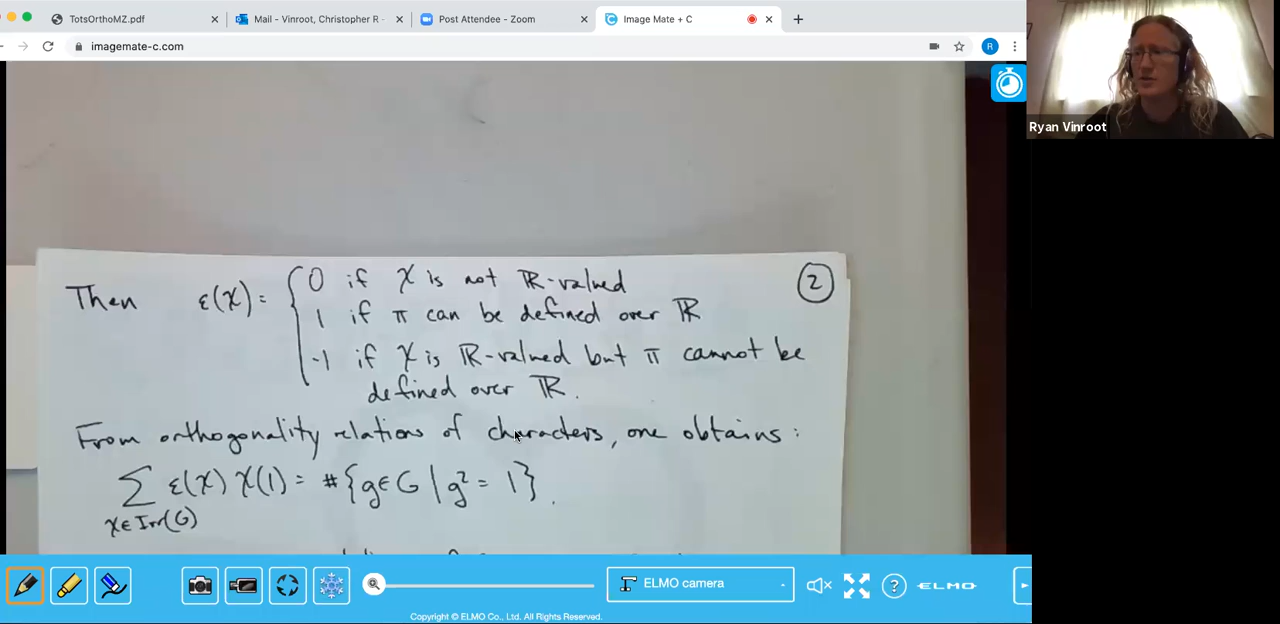 TotsOrthoMZ.pdf
Mail - Vinroot, Christopher R -
Post Attendee - Zoom
Image Mate + C
imagemate-c.com
R
Ryan Vinroot
Then ε(χ) = { 0 if χ is not ℝ-valued
1 if π can be defined over ℝ
-1 if χ is ℝ-valued but π cannot be
defined over ℝ.
②
From orthogonality relations of characters, one obtains:
∑ ε(χ) χ(1) = #{g∈G | g² = 1}.
χ∈Irr(G)
ELMO camera
?
ELMO
Copyright © ELMO Co., Ltd. All Rights Reserved.